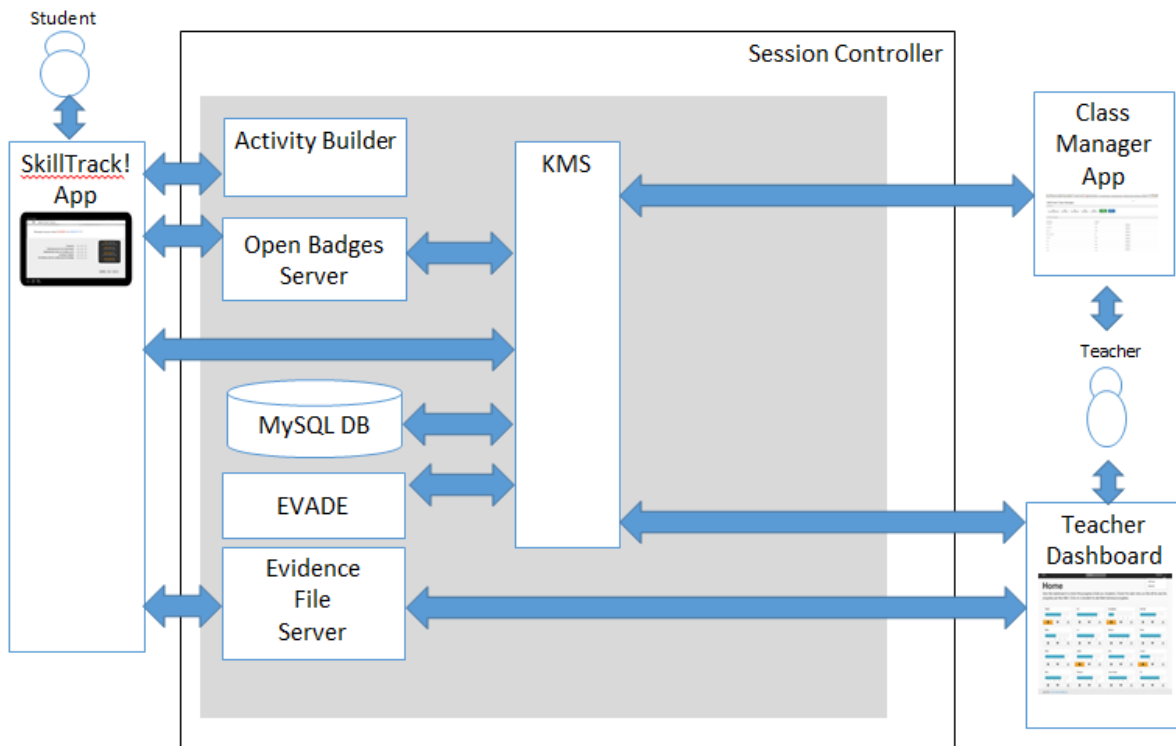 Student
Session Controller
SkillTrack!
App
Activity Builder
Open Badges
Server
MySQL DB
EVADE
Evidence
File
Server
KMS
Class
Manager
App
Teacher
Teacher
Dashboard
Home